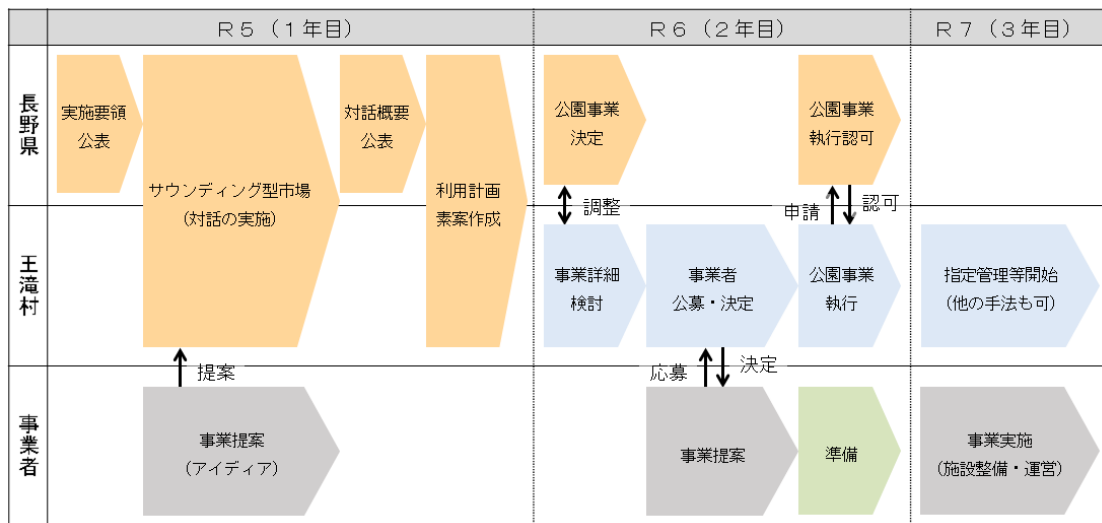 R5（1年目）
R6（2年目）
R7（3年目）
長野県
実施要領
公表
サウンディング型市場
（対話の実施）
対話概要
公表
利用計画
素案作成
公園事業
決定
公園事業
執行認可
調整
申請
認可
王滝村
事業詳細
検討
事業者
公募・決定
公園事業
執行
指定管理等開始
（他の手法も可）
提案
応募
決定
事業者
事業提案
（アイディア）
事業提案
準備
事業実施
（施設整備・運営）